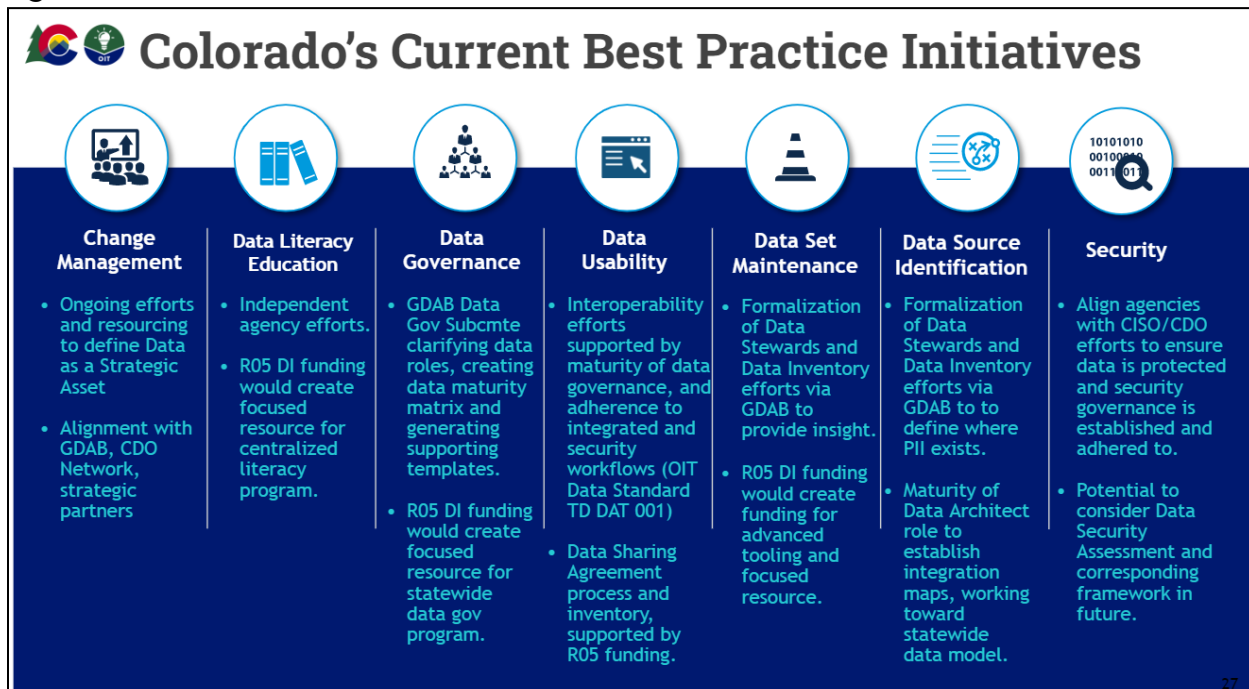 OIT
Colorado's Current Best Practice Initiatives
10101010
Change
Management
• Ongoing efforts
and resourcing
to define Data
as a Strategic
Asset
• Alignment with
GDAB, CDO
Network,
strategic
partners
Data Literacy
Education
• Independent
agency efforts.
• R05 DI funding
would create
focused
resource for
centralized
literacy
program.
Data
Governance
• GDAB Data
Gov Subcmte
clarifying data
roles, creating
data maturity
matrix and
generating
supporting
templates.
• R05 DI funding
would create
focused
resource for
statewide
data gov
program.
Data
Usability
• Interoperability
efforts
supported by
maturity of data
governance, and
adherence to
integrated and
security
workflows (OIT
Data Standard
TD DAT 001)
• Data Sharing
Agreement
process and
inventory,
supported by
R05 funding.
Data Set
Maintenance
• Formalization
of Data
Stewards and
Data Inventory
efforts via
GDAB to
provide insight.
• R05 DI funding
would create
funding for
advanced
tooling and
focused
resource.
Data Source
Identification
• Formalization
of Data
Stewards and
Data Inventory
efforts via
GDAB to to
define where
PII exists.
• Maturity of
Data Architect
role to
establish
integration
maps, working
toward
statewide
data model.
Security
• Align agencies
with CISO/CDO
efforts to ensure
data is protected
and security
governance is
established and
adhered to.
• Potential to
consider Data
Security
Assessment and
corresponding
framework in
future.
27